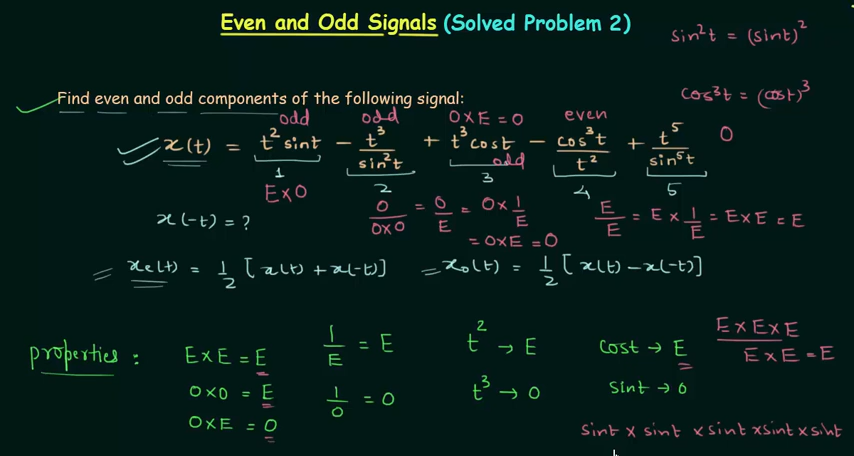 Even and Odd Signals (Solved Problem 2)
sin²t = (sint)²
Find even and odd components of the following signal:
cos³t = (cost)³
odd odd O×E = O even
x(t) = t² sint − t³/sin²t + t³ cost − cos³t/t² + t⁵/sin⁵t O
odd
1 2 3 4 5
E×O
x(-t) = ?
O/O×O = O/E = O×1/E
= O×E = O
E/E = E×1/E = E×E = E
= xe(t) = 1/2 [x(t) + x(-t)] = xo(t) = 1/2 [x(t) − x(-t)]
properties :
E×E = E 1/E = E t² → E cost → E E×E×E
E×E = E
O×O = E 1/O = O t³ → O sint → O
O×E = O
sint × sint × sint × sint × sint